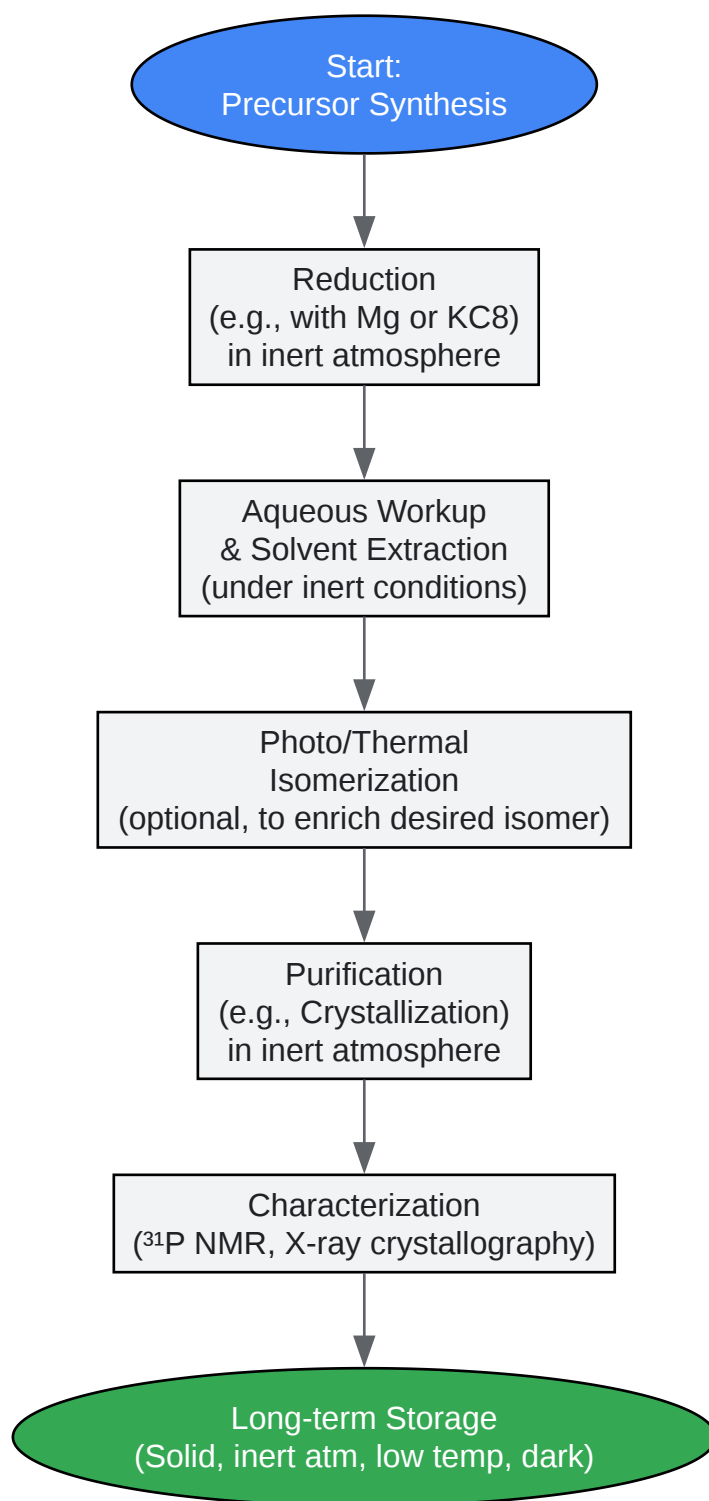 Start:
Precursor Synthesis
Reduction
(e.g., with Mg or KC8)
in inert atmosphere
Aqueous Workup
& Solvent Extraction
(under inert conditions)
Photo/Thermal
Isomerization
(optional, to enrich desired isomer)
Purification
(e.g., Crystallization)
in inert atmosphere
Characterization
(³¹P NMR, X-ray crystallography)
Long-term Storage
(Solid, inert atm, low temp, dark)